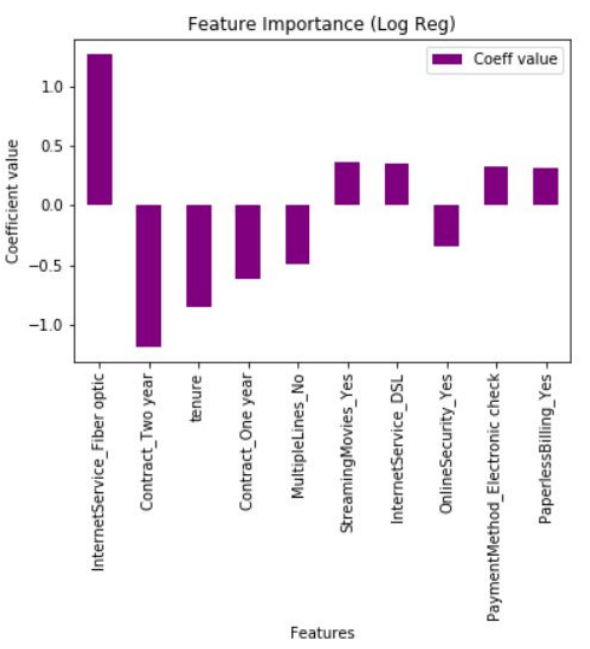 Feature Importance (Log Reg)
Coeff value
1.0
0.5
0.0
−0.5
−1.0
Coefficient value
InternetService_Fiber optic
Contract_Two year
tenure
Contract_One year
MultipleLines_No
StreamingMovies_Yes
InternetService_DSL
OnlineSecurity_Yes
PaymentMethod_Electronic check
PaperlessBilling_Yes
Features